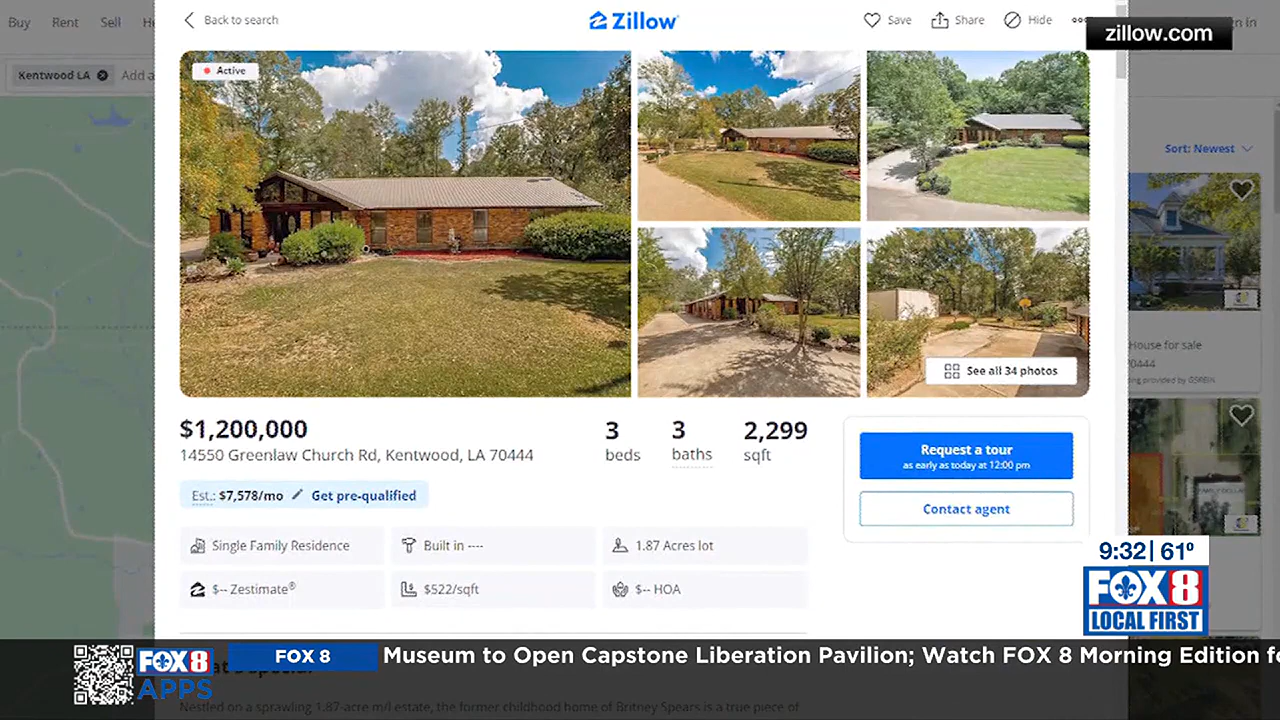 Buy Rent Sell
Back to search
Zillow
Save
Share
Hide
zillow.com
Kentwood LA
Add a
Active
Sort: Newest
See all 34 photos
House for sale
70444
$1,200,000
14550 Greenlaw Church Rd, Kentwood, LA 70444
3 beds
3 baths
2,299 sqft
Est.: $7,578/mo
Get pre-qualified
Request a tour
as early as today at 12:00 pm
Contact agent
Single Family Residence
Built in ----
1.87 Acres lot
$-- Zestimate®
$522/sqft
$-- HOA
9:32 61°
FOX 8
LOCAL FIRST
FOX 8
APPS
FOX 8
Museum to Open Capstone Liberation Pavilion; Watch FOX 8 Morning Edition fo
Nestled on a sprawling 1.87-acre m/l estate, the former childhood home of Britney Spears is a true piece of